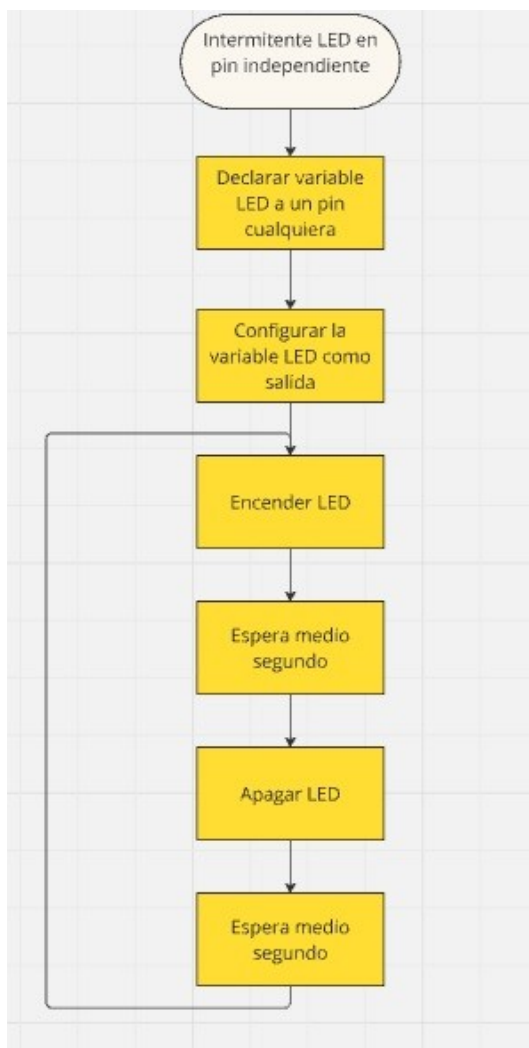 Intermitente LED en
pin independiente
Declarar variable
LED a un pin
cualquiera
Configurar la
variable LED como
salida
Encender LED
Espera medio
segundo
Apagar LED
Espera medio
segundo